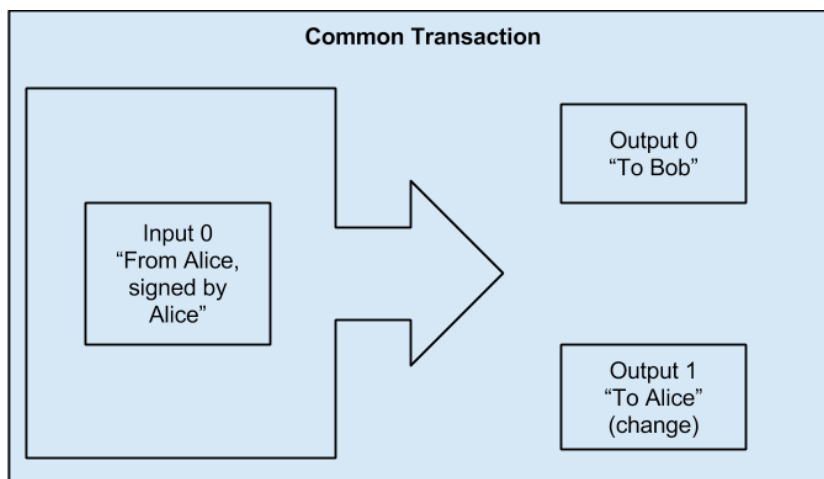 Common Transaction
Input 0
“From Alice,
signed by
Alice”
Output 0
“To Bob”
Output 1
“To Alice”
(change)